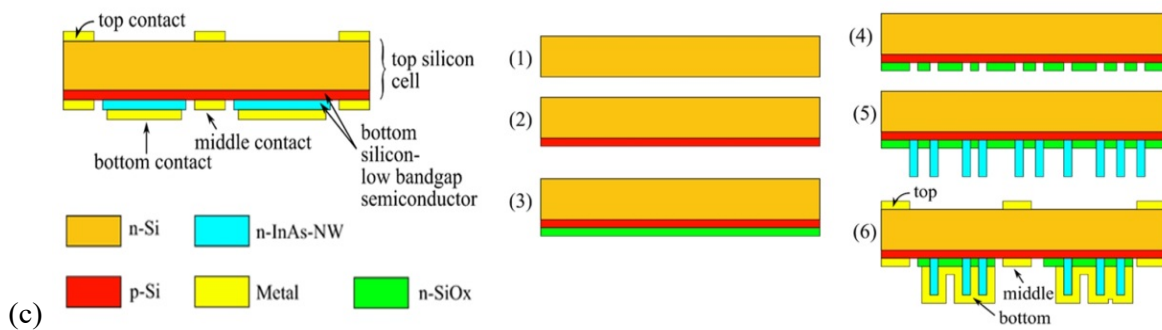 top contact
top silicon
cell
middle contact
bottom contact
bottom
silicon-
low bandgap
semiconductor
n-Si
n-InAs-NW
p-Si
Metal
n-SiOx
(c)
(1)
(2)
(3)
(4)
(5)
top
(6)
middle
bottom